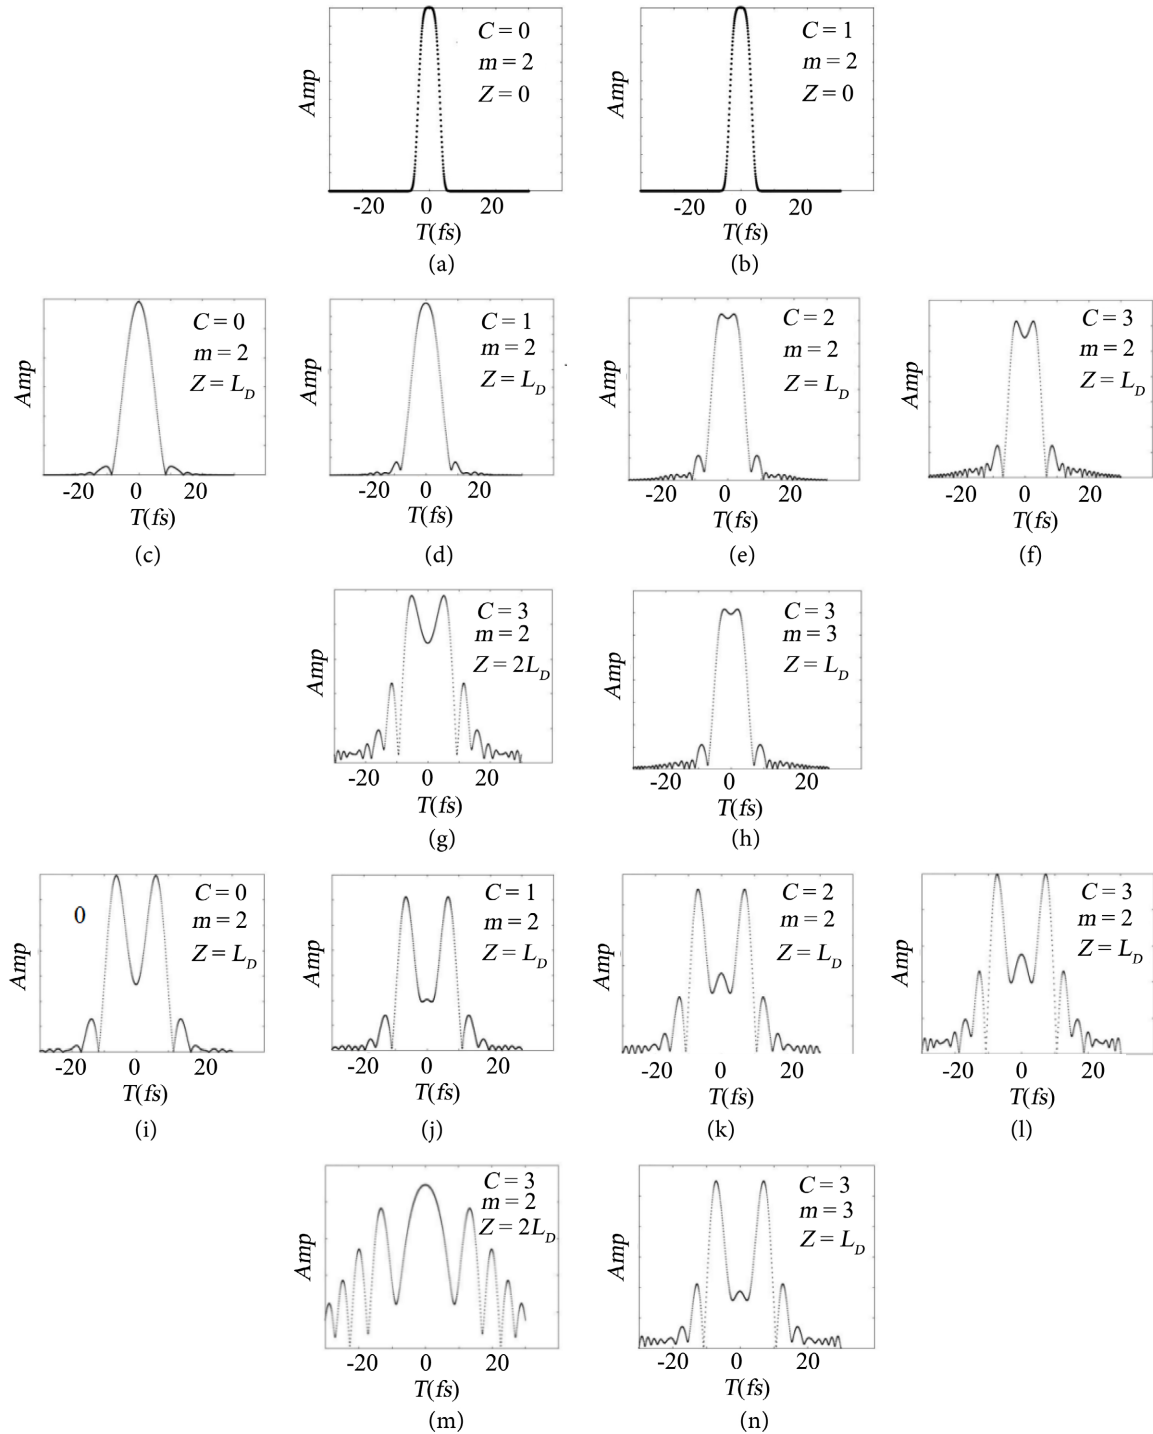 Amp
C = 0
m = 2
Z = 0
-20 0 20
T(fs)
(a)
Amp
C = 1
m = 2
Z = 0
-20 0 20
T(fs)
(b)
Amp
C = 0
m = 2
Z = L_D
-20 0 20
T(fs)
(c)
Amp
C = 1
m = 2
Z = L_D
-20 0 20
T(fs)
(d)
Amp
C = 2
m = 2
Z = L_D
-20 0 20
T(fs)
(e)
Amp
C = 3
m = 2
Z = L_D
-20 0 20
T(fs)
(f)
Amp
C = 3
m = 2
Z = 2L_D
-20 0 20
T(fs)
(g)
Amp
C = 3
m = 3
Z = L_D
-20 0 20
T(fs)
(h)
Amp
0
C = 0
m = 2
Z = L_D
-20 0 20
T(fs)
(i)
Amp
C = 1
m = 2
Z = L_D
-20 0 20
T(fs)
(j)
Amp
C = 2
m = 2
Z = L_D
-20 0 20
T(fs)
(k)
Amp
C = 3
m = 2
Z = L_D
-20 0 20
T(fs)
(l)
Amp
C = 3
m = 2
Z = 2L_D
-20 0 20
T(fs)
(m)
Amp
C = 3
m = 3
Z = L_D
-20 0 20
T(fs)
(n)